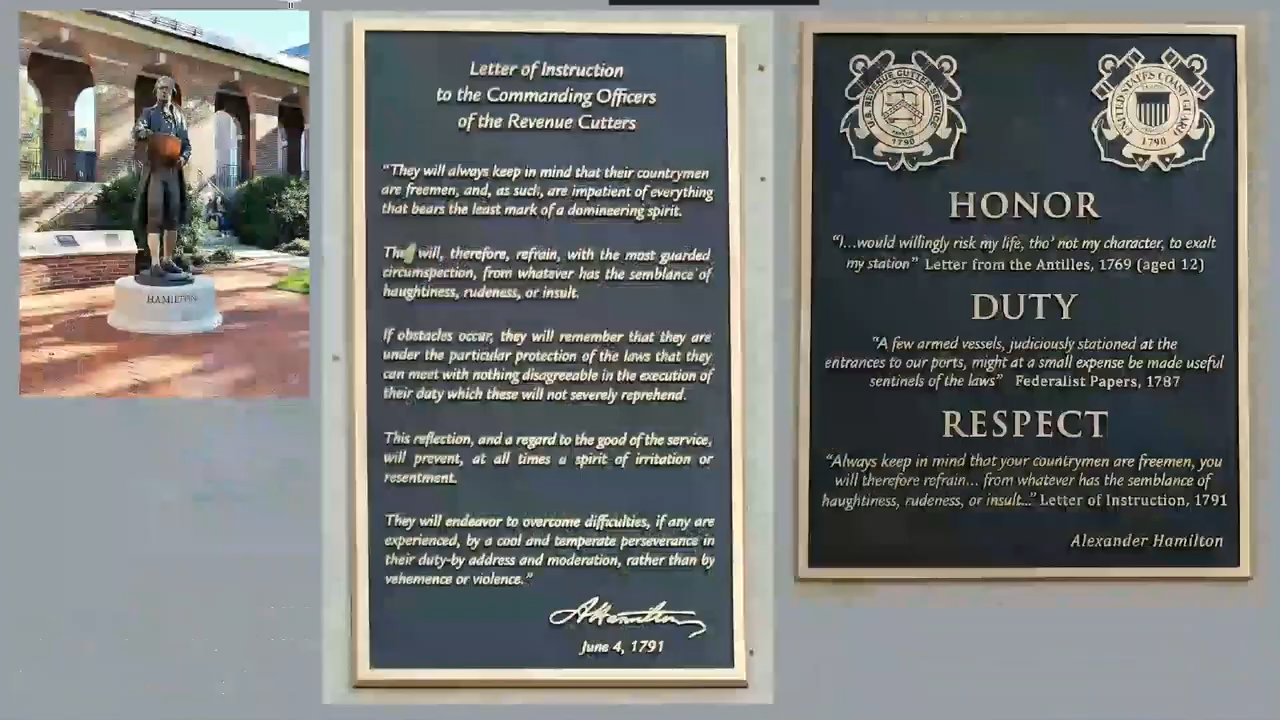 HAMILTON
Letter of Instruction
to the Commanding Officers
of the Revenue Cutters
“They will always keep in mind that their countrymen
are freemen, and, as such, are impatient of everything
that bears the least mark of a domineering spirit.
They will, therefore, refrain, with the most guarded
circumspection, from whatever has the semblance of
haughtiness, rudeness, or insult.
If obstacles occur, they will remember that they are
under the particular protection of the laws that they
can meet with nothing disagreeable in the execution of
their duty which these will not severely reprehend.
This reflection, and a regard to the good of the service,
will prevent, at all times a spirit of irritation or
resentment.
They will endeavor to overcome difficulties, if any are
experienced, by a cool and temperate perseverance in
their duty-by address and moderation, rather than by
vehemence or violence.”
AHamilton
June 4, 1791
U.S. REVENUE CUTTER SERVICE
1790
UNITED STATES COAST GUARD
1790
HONOR
“I...would willingly risk my life, tho' not my character, to exalt
my station” Letter from the Antilles, 1769 (aged 12)
DUTY
“A few armed vessels, judiciously stationed at the
entrances to our ports, might at a small expense be made useful
sentinels of the laws” Federalist Papers, 1787
RESPECT
“Always keep in mind that your countrymen are freemen, you
will therefore refrain... from whatever has the semblance of
haughtiness, rudeness, or insult...” Letter of Instruction, 1791
Alexander Hamilton